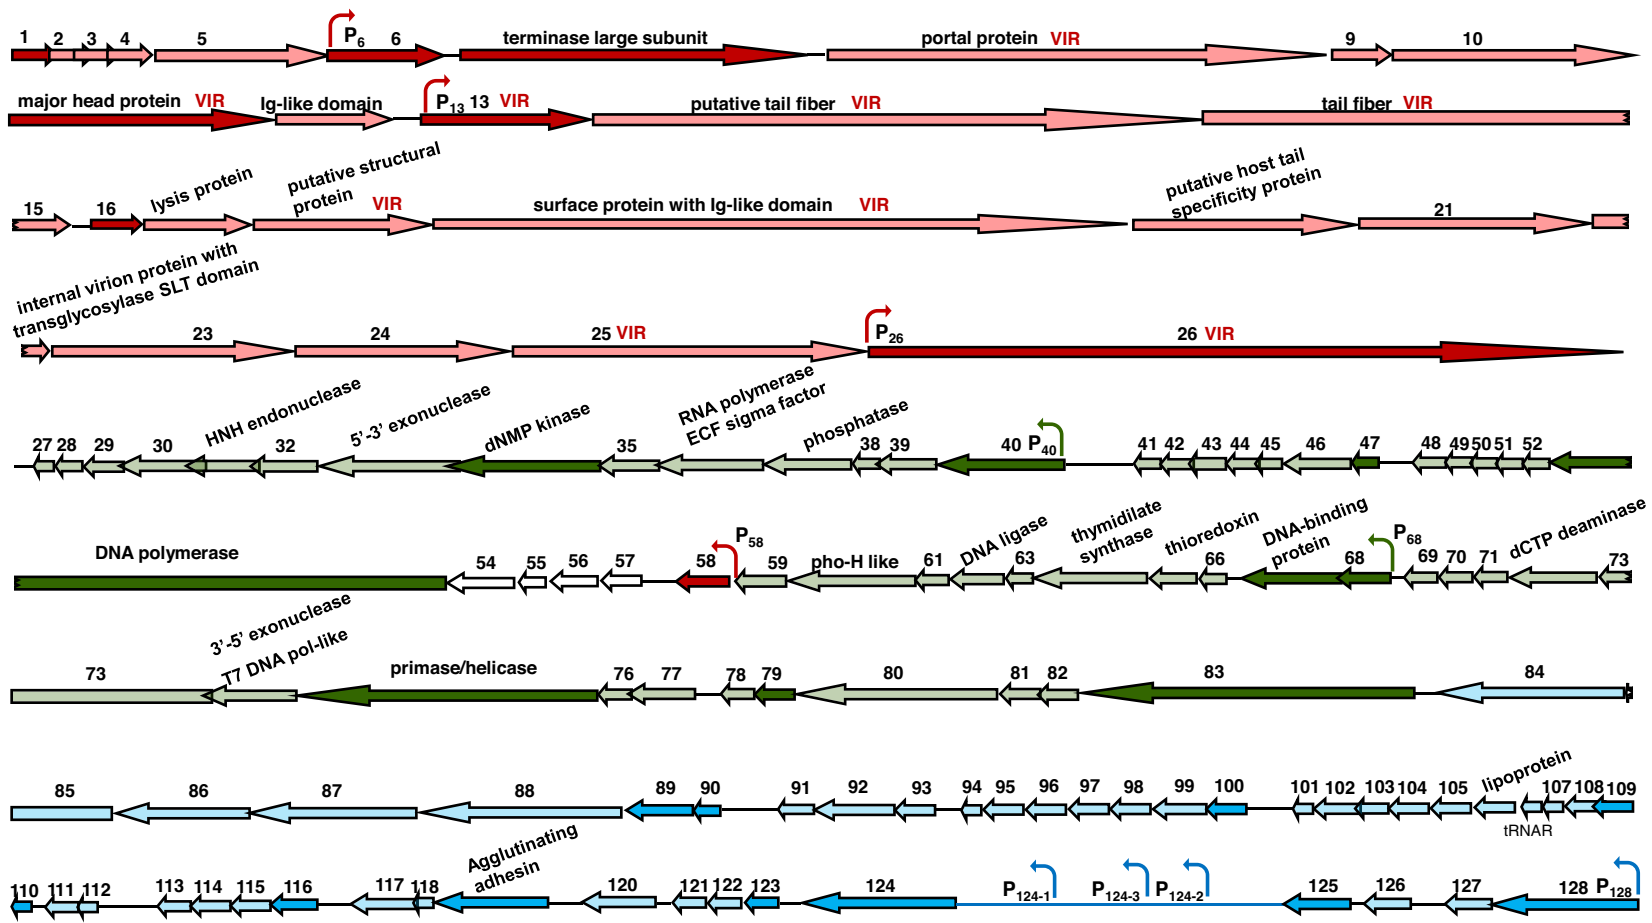 1 2 3 4 5 P6 6 terminase large subunit portal protein VIR 9 10
major head protein VIR Ig-like domain P13 13 VIR putative tail fiber VIR tail fiber VIR
15 16 lysis protein putative structural protein VIR surface protein with Ig-like domain VIR putative host tail specificity protein 21
internal virion protein with
transglycosylase SLT domain
23 24 25 VIR P26 26 VIR
27 28 29 30 HNH endonuclease 32 5'-3' exonuclease dNMP kinase 35 RNA polymerase ECF sigma factor phosphatase 38 39 40 P40 41 42 43 44 45 46 47 48 49 50 51 52
DNA polymerase 54 55 56 57 58 P58 59 pho-H like 61 DNA ligase 63 thymidilate synthase thioredoxin 66 DNA-binding protein 68 P68 69 70 71 dCTP deaminase 73
73 3'-5' exonuclease T7 DNA pol-like primase/helicase 76 77 78 79 80 81 82 83 84
85 86 87 88 89 90 91 92 93 94 95 96 97 98 99 100 101 102 103 104 105 lipoprotein tRNAR 107 108 109
110 111 112 113 114 115 116 117 118 Agglutinating adhesin 120 121 122 123 124 P124-1 P124-3 P124-2 125 126 127 128 P128